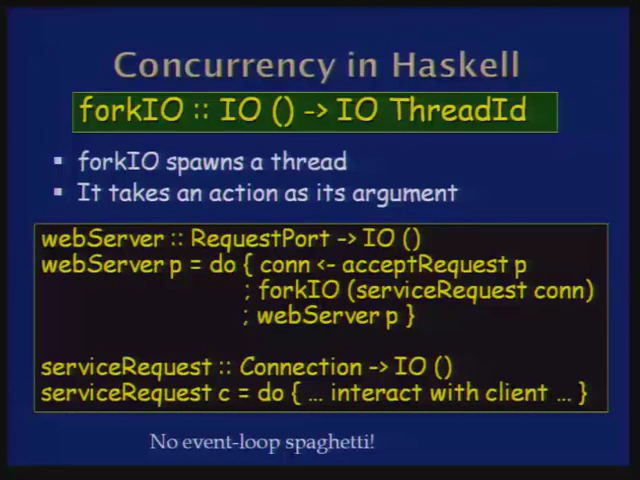 Concurrency in Haskell
forkIO :: IO () -> IO ThreadId
▪ forkIO spawns a thread
▪ It takes an action as its argument
webServer :: RequestPort -> IO ()
webServer p = do { conn <- acceptRequest p
; forkIO (serviceRequest conn)
; webServer p }
serviceRequest :: Connection -> IO ()
serviceRequest c = do { … interact with client … }
No event-loop spaghetti!